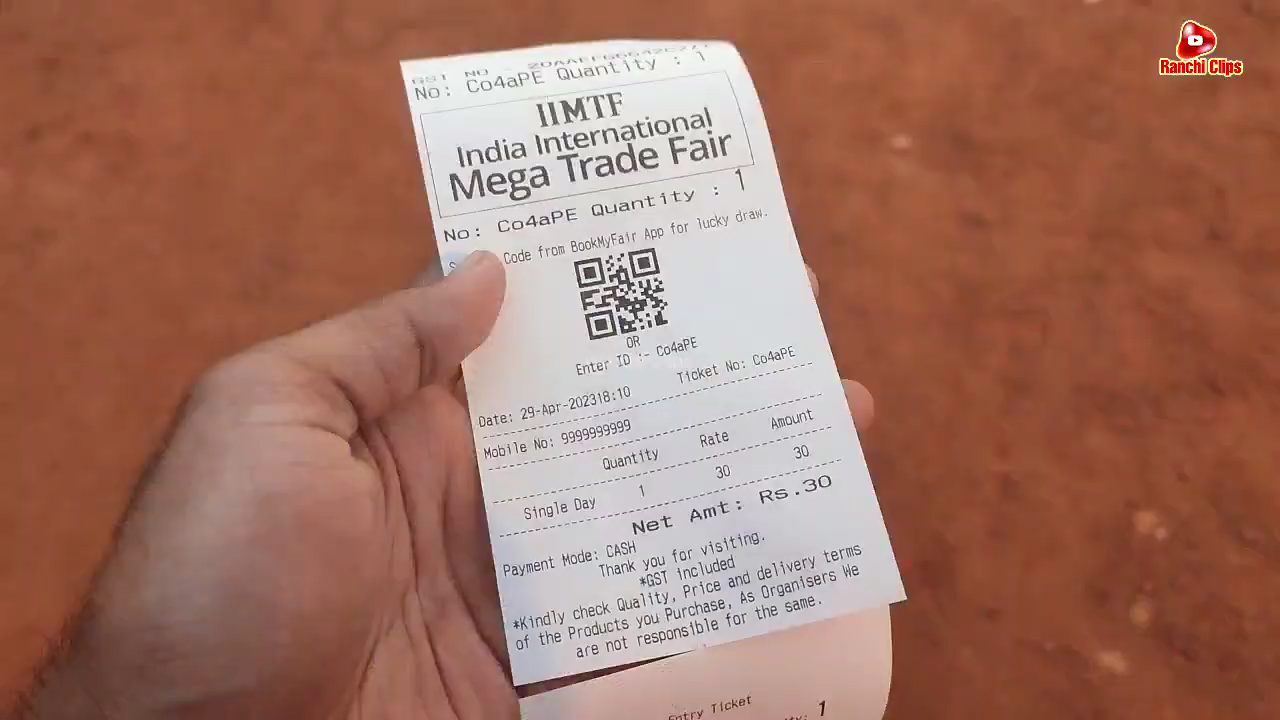 Ranchi Clips
GST NO
No: Co4aPE Quantity : 1
IIMTF
India International
Mega Trade Fair
No: Co4aPE Quantity : 1
Code from BookMyFair App for lucky draw.
OR
Enter ID :- Co4aPE
Date: 29-Apr-202318:10 Ticket No: Co4aPE
Mobile No: 9999999999
Quantity Rate Amount
Single Day 1 30 30
Net Amt: Rs.30
Payment Mode: CASH
Thank you for visiting.
*GST included
*Kindly check Quality, Price and delivery terms
of the Products you Purchase, As Organisers We
are not responsible for the same.
Entry Ticket
1